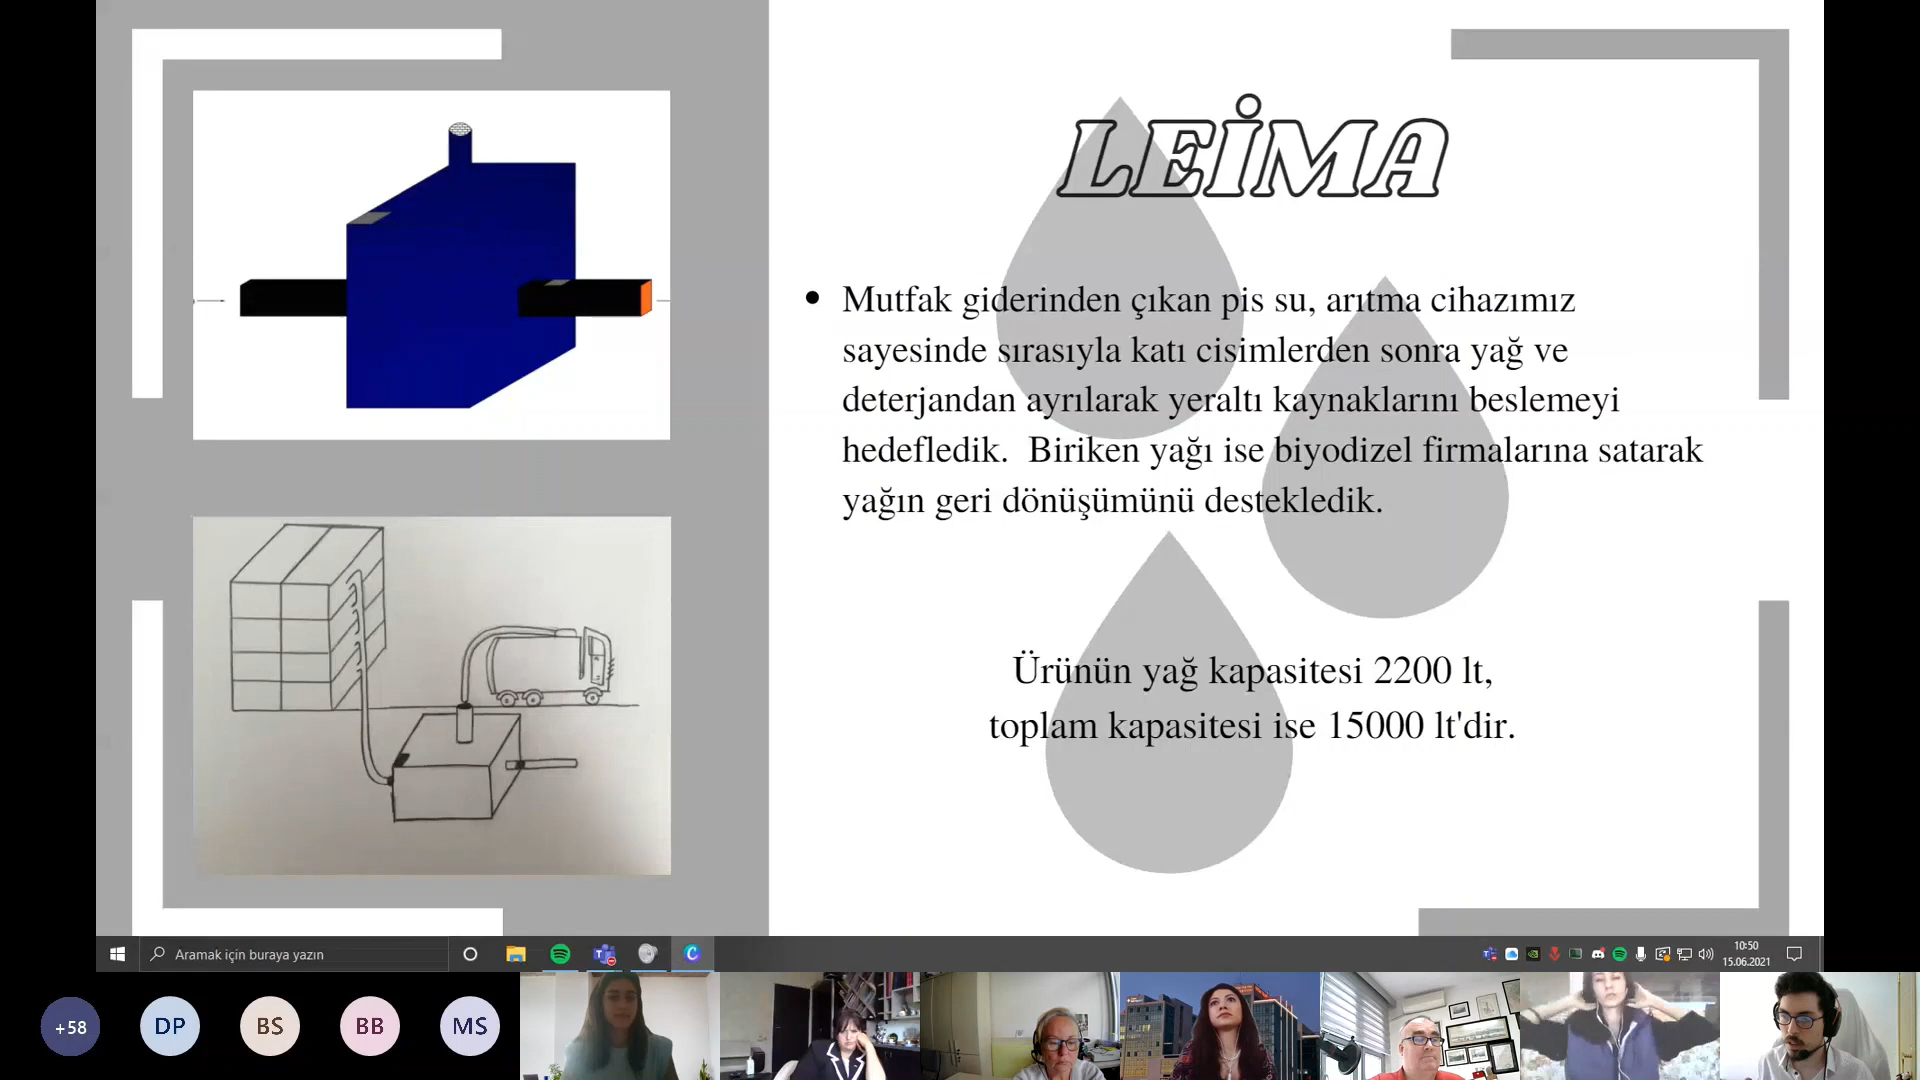 LEİMA
Mutfak giderinden çıkan pis su, arıtma cihazımız
sayesinde sırasıyla katı cisimlerden sonra yağ ve
deterjandan ayrılarak yeraltı kaynaklarını beslemeyi
hedefledik. Biriken yağı ise biyodizel firmalarına satarak
yağın geri dönüşümünü destekledik.
Ürünün yağ kapasitesi 2200 lt,
toplam kapasitesi ise 15000 lt'dir.
Aramak için buraya yazın
10:50
15.06.2021
+58
DP
BS
BB
MS